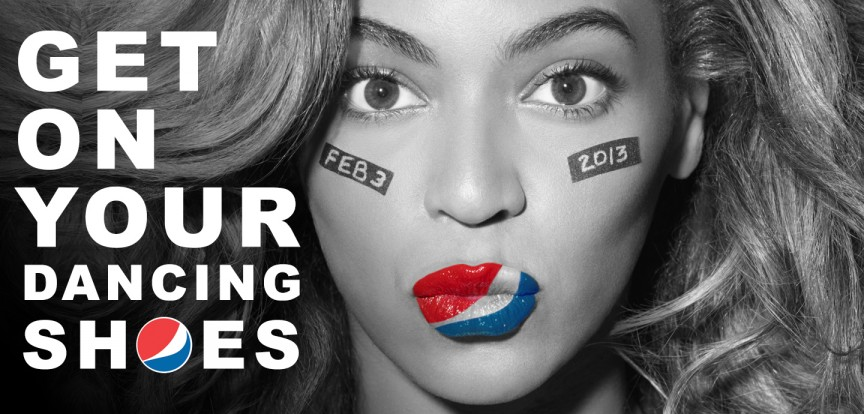 GET
ON
YOUR
DANCING
SHOES
FEB 3
2013